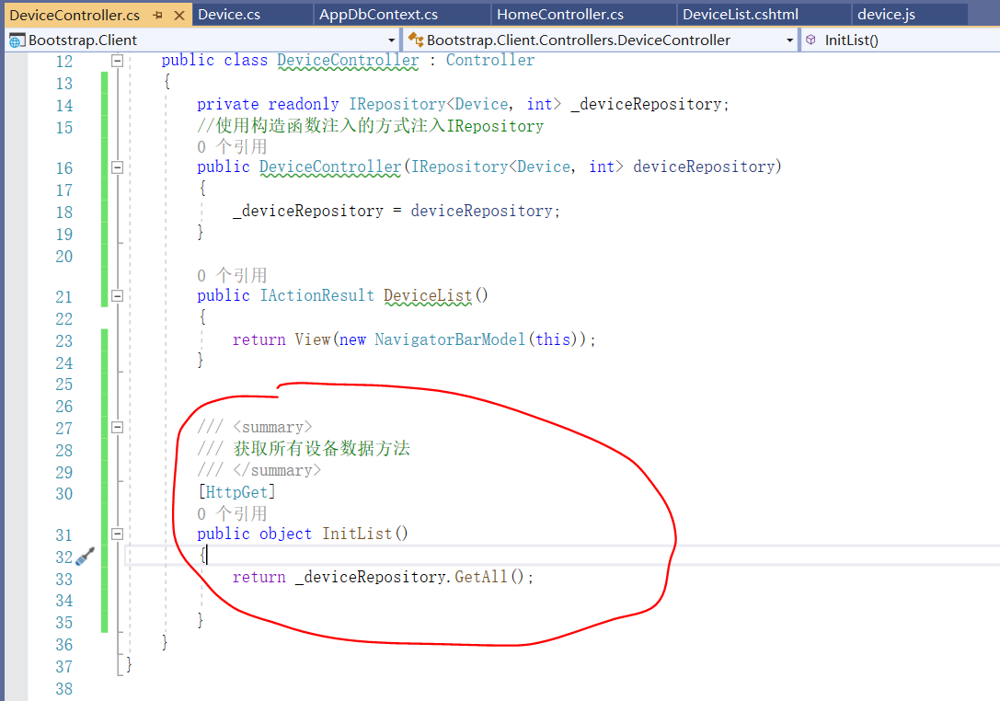 DeviceController.cs Device.cs AppDbContext.cs HomeController.cs DeviceList.cshtml device.js
Bootstrap.Client Bootstrap.Client.Controllers.DeviceController InitList()
12 public class DeviceController : Controller
13 {
14 private readonly IRepository<Device, int> _deviceRepository;
15 //使用构造函数注入的方式注入IRepository
0 个引用
16 public DeviceController(IRepository<Device, int> deviceRepository)
17 {
18 _deviceRepository = deviceRepository;
19 }
20
0 个引用
21 public IActionResult DeviceList()
22 {
23 return View(new NavigatorBarModel(this));
24 }
25
26
27 /// <summary>
28 /// 获取所有设备数据方法
29 /// </summary>
30 [HttpGet]
0 个引用
31 public object InitList()
32 {
33 return _deviceRepository.GetAll();
34
35 }
36 }
37 }
38